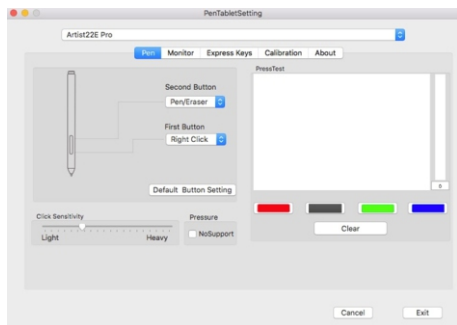 PenTabletSetting
Artist22E Pro
Pen Monitor Express Keys Calibration About
PressTest
Second Button
Pen/Eraser
First Button
Right Click
Default Button Setting
0
Click Sensitivity
Light Heavy
Pressure
NoSupport
Clear
Cancel Exit